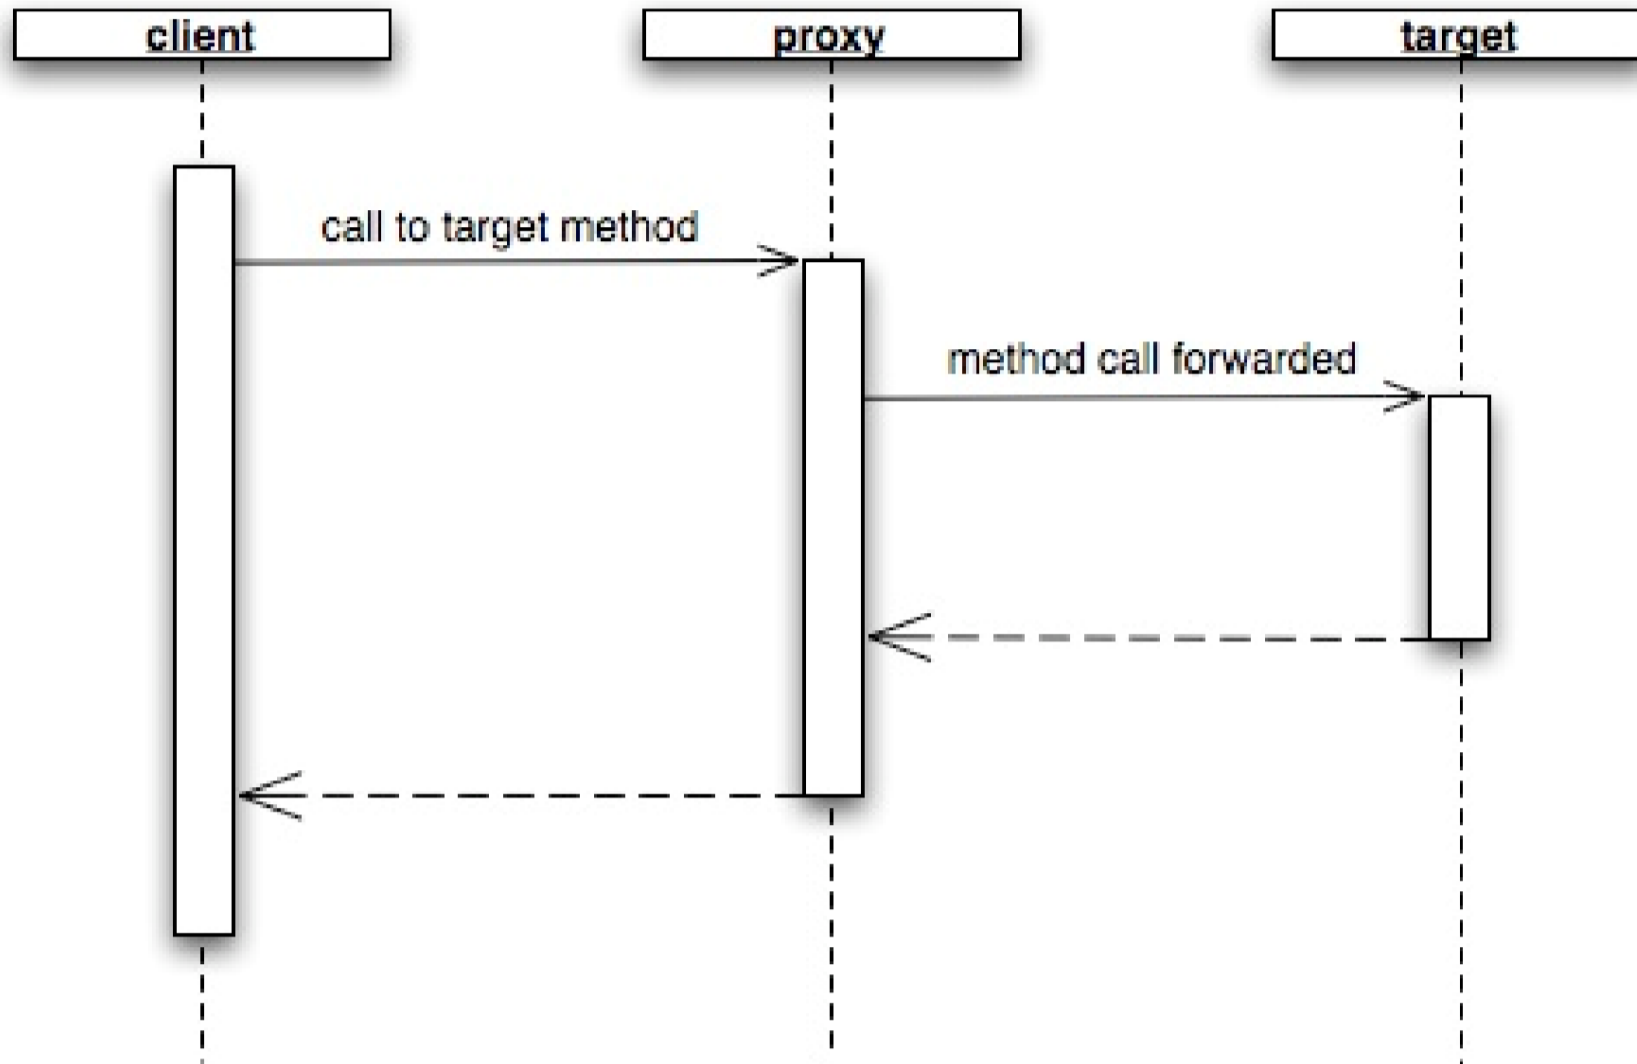 client
proxy
target
call to target method
method call forwarded